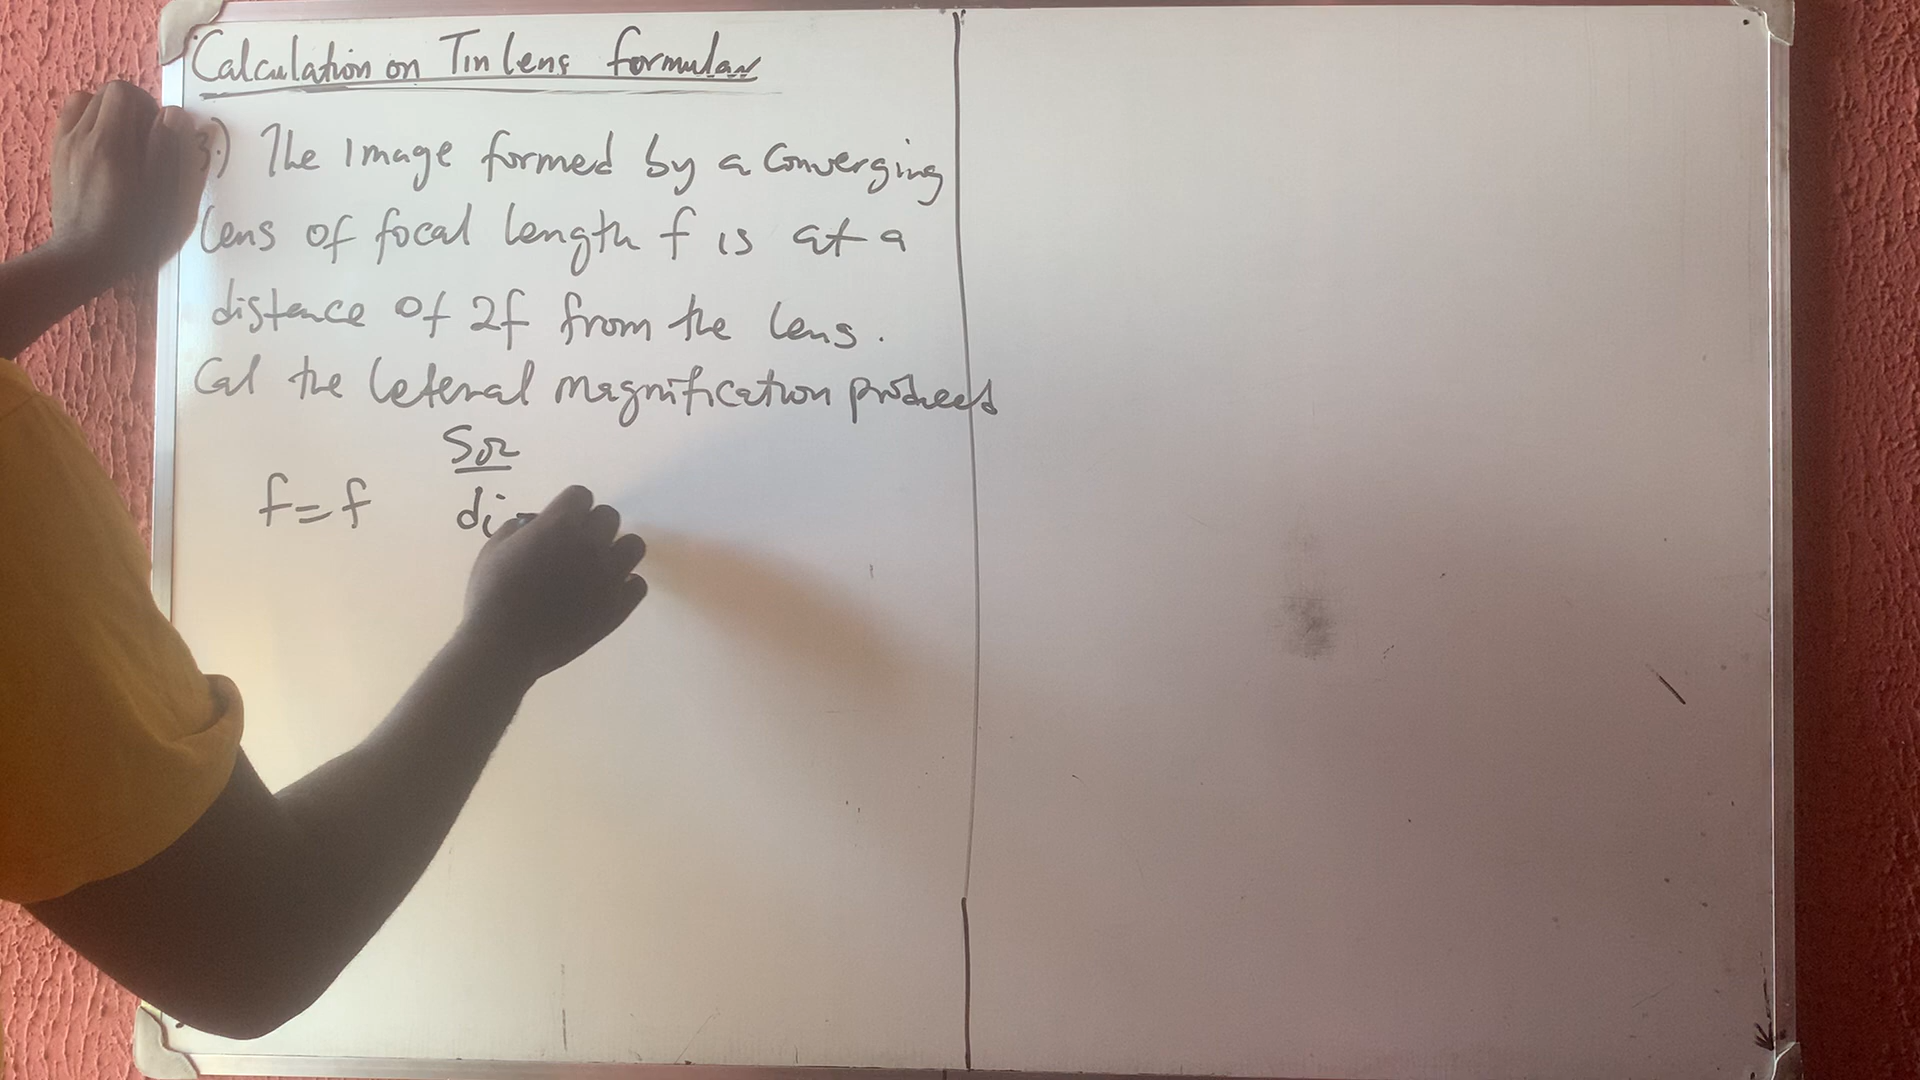 Calculation on Tin lens formular
3.) The Image formed by a Converging
lens of focal length f is at a
distance of 2f from the lens.
Cal the lateral magnification produced
Sol
f = f di =